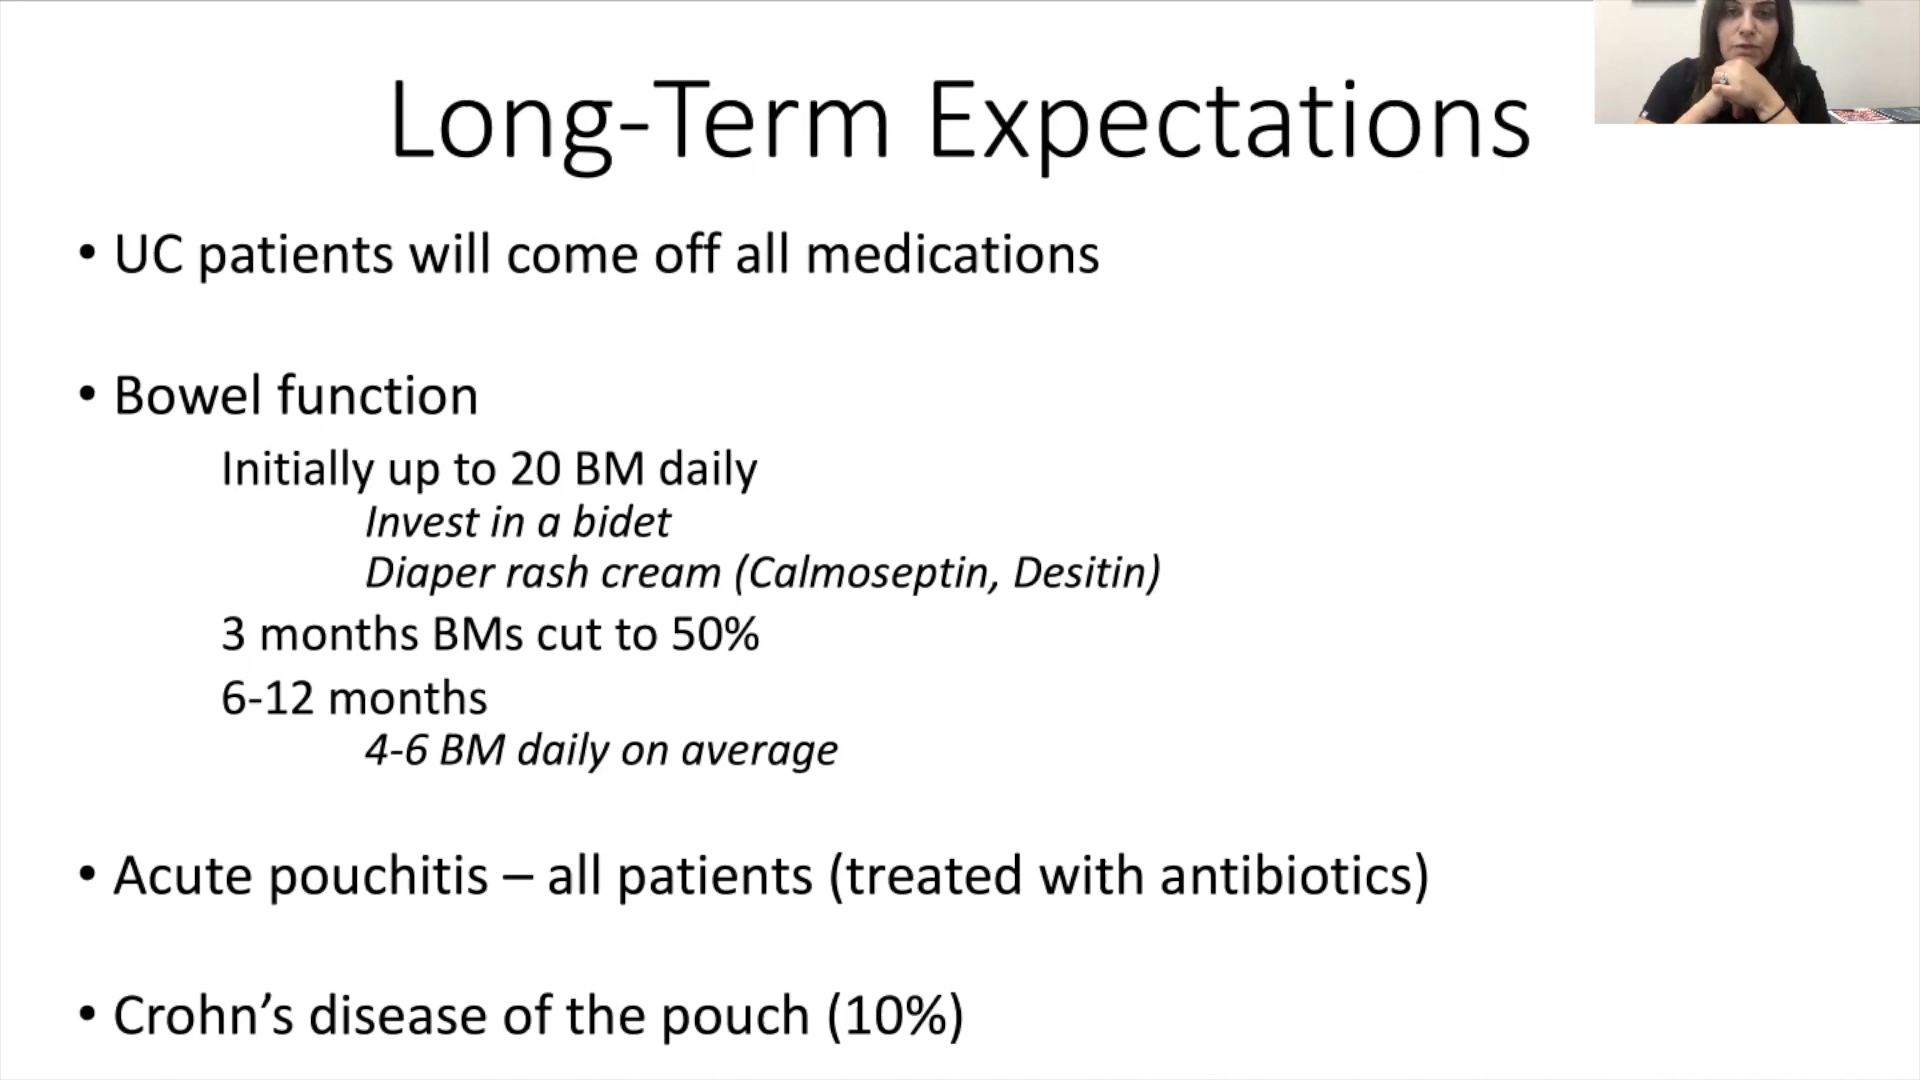 Long-Term Expectations
• UC patients will come off all medications
• Bowel function
Initially up to 20 BM daily
Invest in a bidet
Diaper rash cream (Calmoseptin, Desitin)
3 months BMs cut to 50%
6-12 months
4-6 BM daily on average
• Acute pouchitis – all patients (treated with antibiotics)
• Crohn’s disease of the pouch (10%)